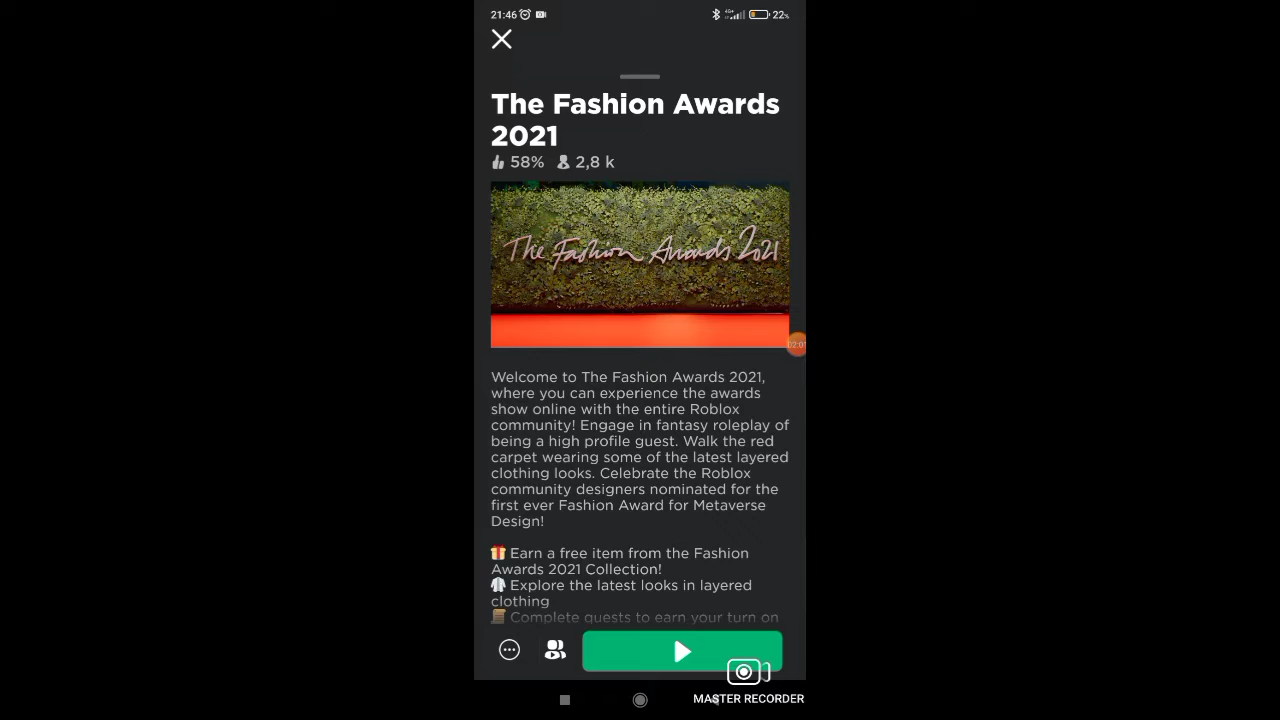 21:46
4G+
22%
The Fashion Awards
2021
58% 2,8 k
The Fashion Awards 2021
Welcome to The Fashion Awards 2021,
where you can experience the awards
show online with the entire Roblox
community! Engage in fantasy roleplay of
being a high profile guest. Walk the red
carpet wearing some of the latest layered
clothing looks. Celebrate the Roblox
community designers nominated for the
first ever Fashion Award for Metaverse
Design!
🎁 Earn a free item from the Fashion
Awards 2021 Collection!
🥼 Explore the latest looks in layered
clothing
📜 Complete quests to earn your turn on
MASTER RECORDER